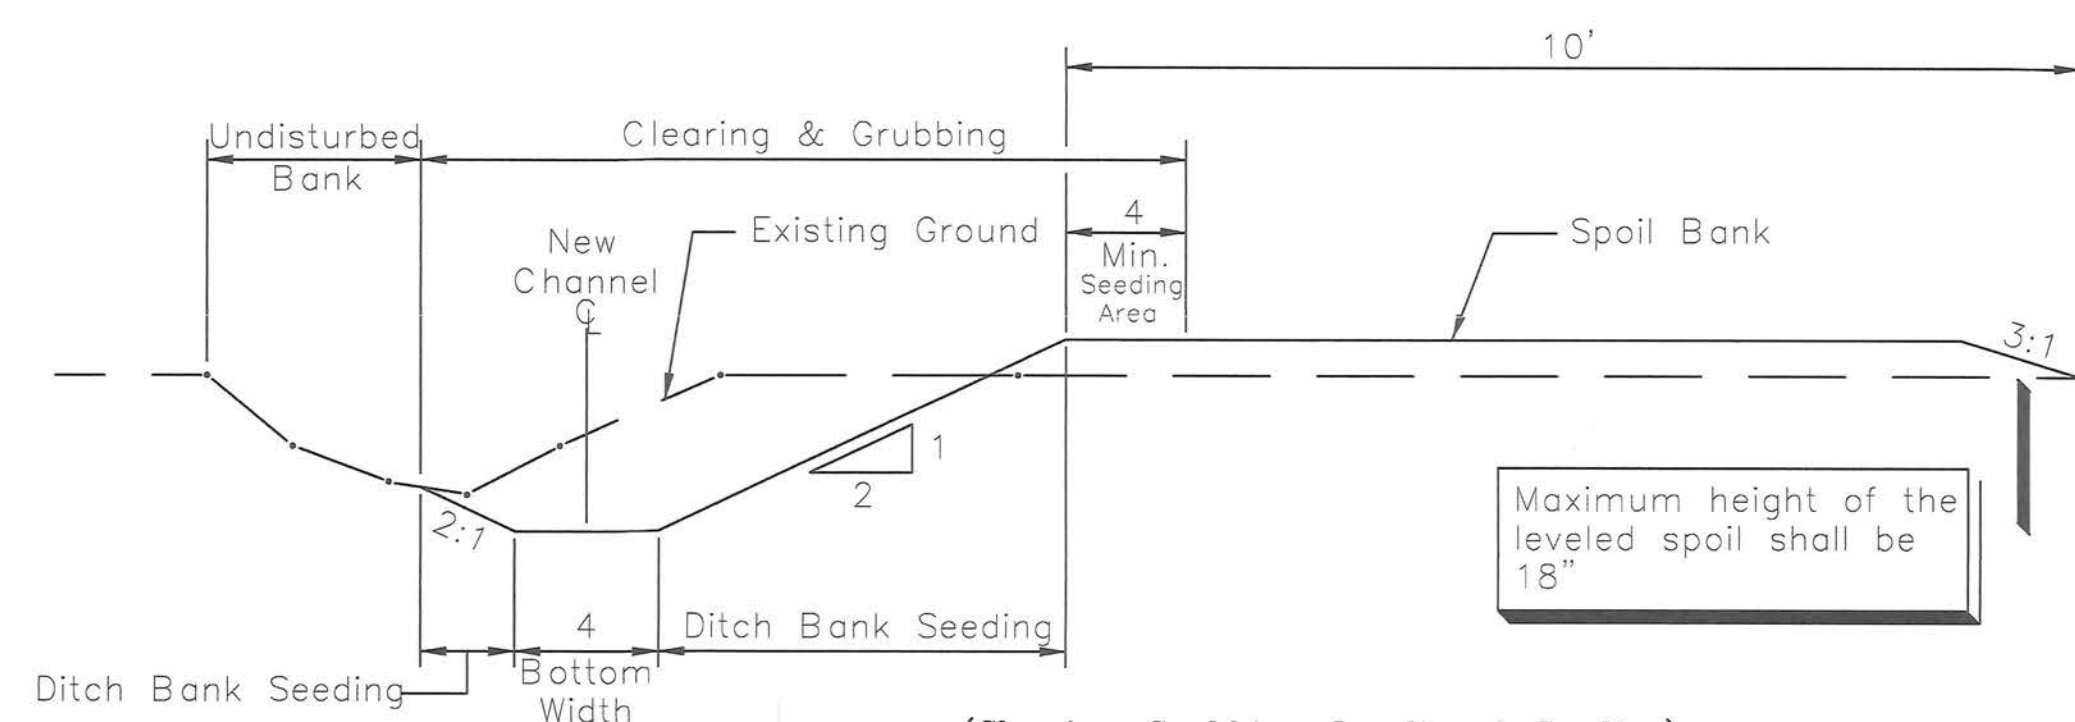 10'
Undisturbed
Bank
Clearing & Grubbing
4
Min.
Seeding
Area
Existing Ground
New
Channel
℄
Spoil Bank
3:1
1
2
2:1
Maximum height of the
leveled spoil shall be
18"
4
Bottom
Width
Ditch Bank Seeding
Ditch Bank Seeding